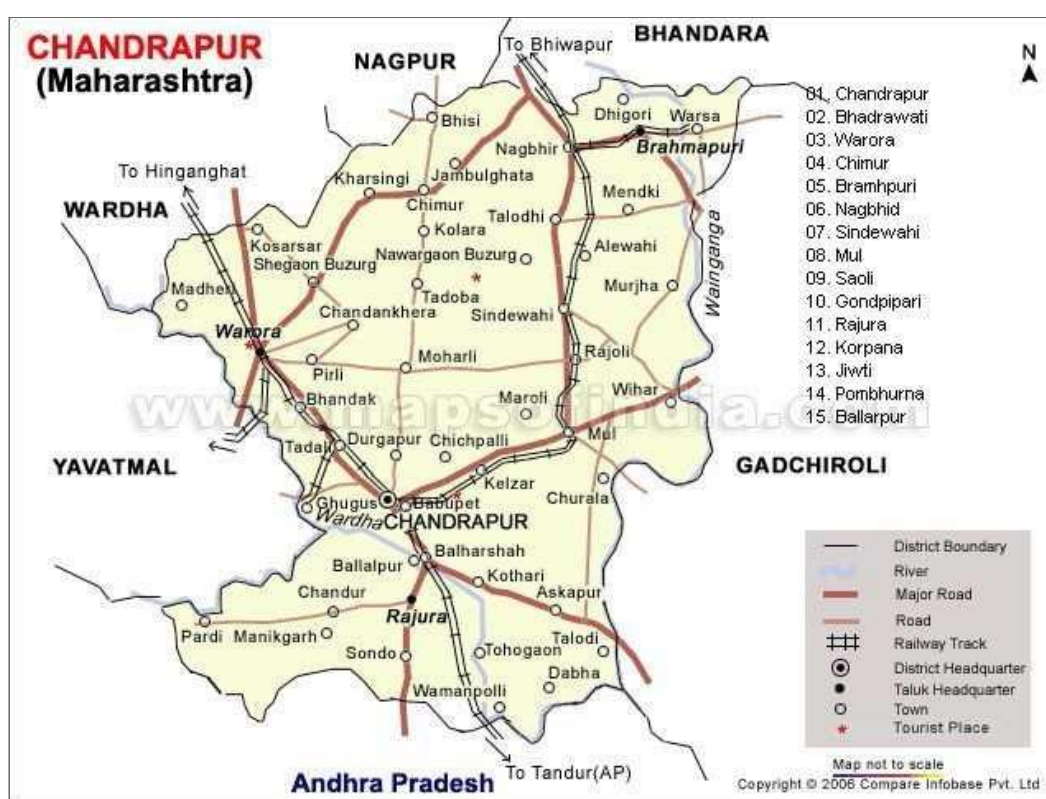 CHANDRAPUR
(Maharashtra)
NAGPUR
To Bhiwapur
BHANDARA
N
To Hinganghat
WARDHA
Bhisi
Dhigori
Warsa
Nagbhir
Brahmapuri
Kharsingi
Jambulghata
Chimur
Mendki
Talodhi
Kolara
Kosarsar
Shegaon Buzurg
Nawargaon Buzurg
Alewahi
Wainganga
Madheri
Tadoba
Murjha
Chandankhera
Sindewahi
Warora
Moharli
Rajoli
Pirli
Wihar
Bhandak
Maroli
www.mapsofindia.com
Tadali
Durgapur
Chichpalli
Mul
YAVATMAL
GADCHIROLI
Kelzar
Churala
Ghugus
Babupet
Wardha
CHANDRAPUR
Balharshah
Ballalpur
Kothari
Chandur
Askapur
Rajura
Pardi
Manikgarh
Talodi
Sondo
Tohogaon
Dabha
Wamanpolli
Andhra Pradesh
To Tandur(AP)
01. Chandrapur
02. Bhadrawati
03. Warora
04. Chimur
05. Bramhpuri
06. Nagbhid
07. Sindewahi
08. Mul
09. Saoli
10. Gondpipari
11. Rajura
12. Korpana
13. Jiwti
14. Pombhurna
15. Ballarpur
District Boundary
River
Major Road
Road
Railway Track
District Headquarter
Taluk Headquarter
Town
Tourist Place
Map not to scale
Copyright © 2006 Compare Infobase Pvt. Ltd